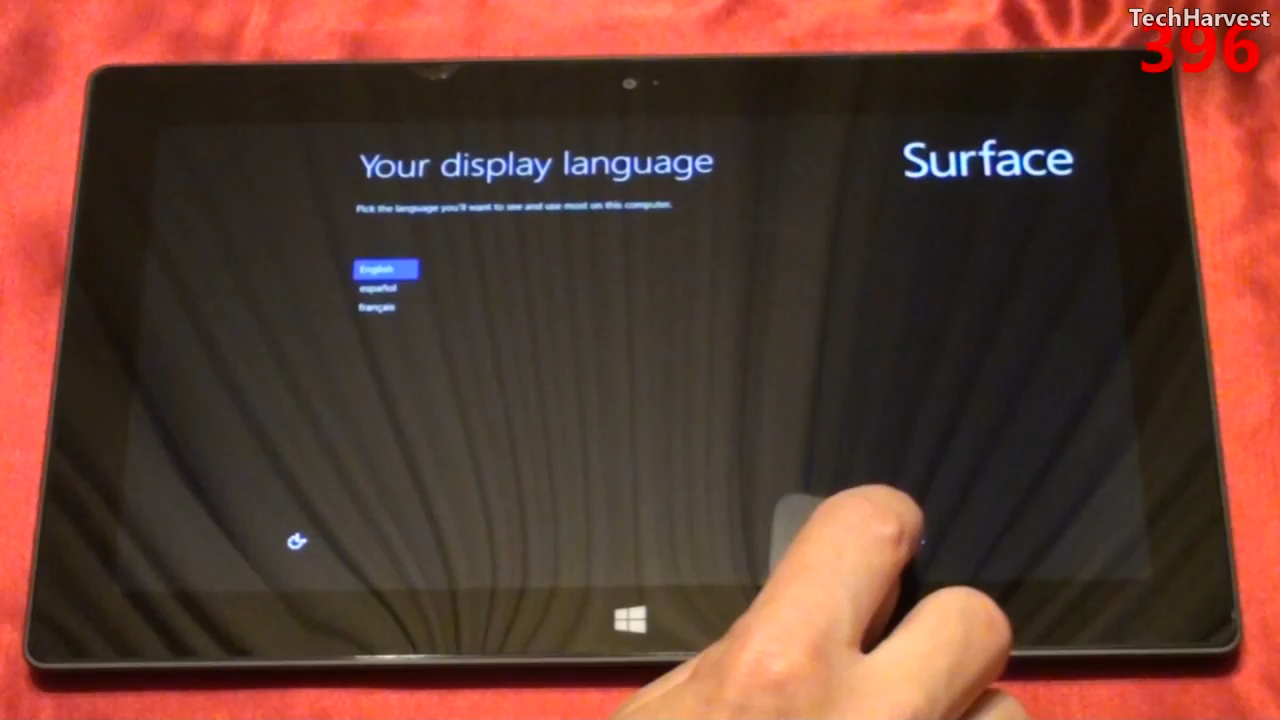 TechHarvest
396
Your display language
Surface
Pick the language you'll want to see and use most on this computer.
English
español
français